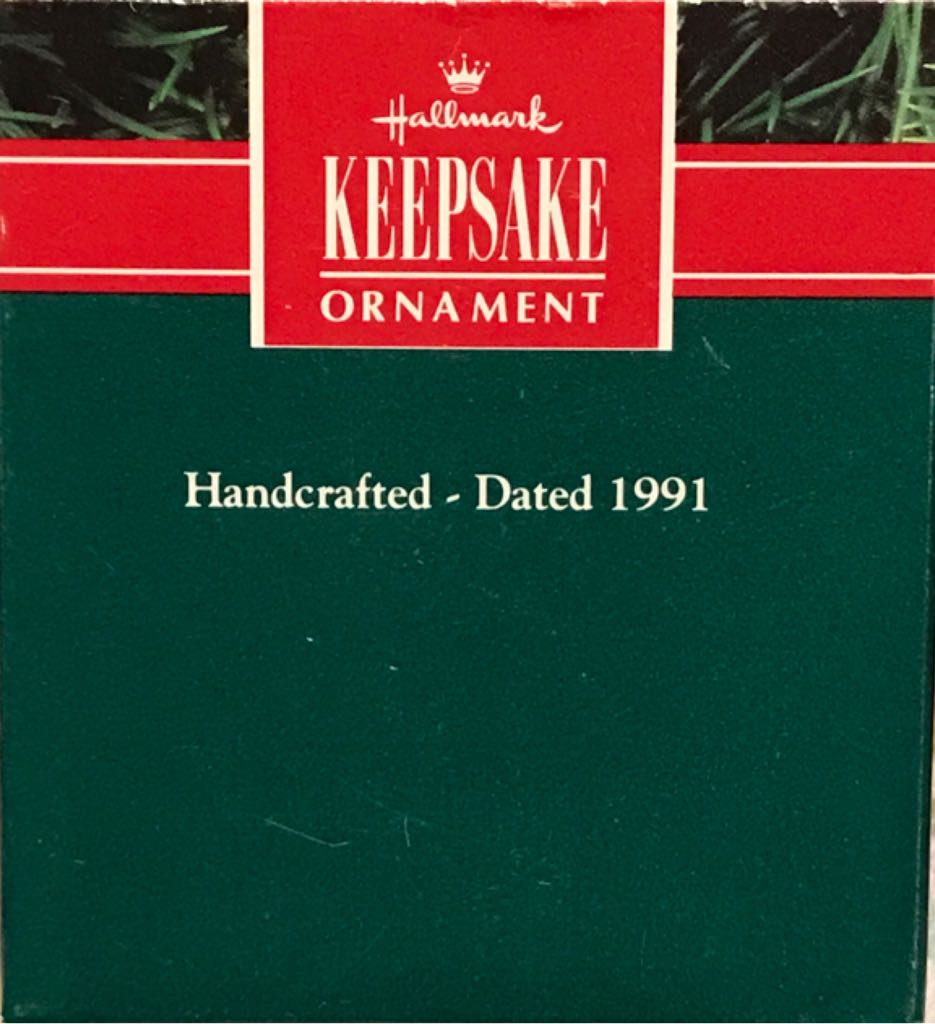 Hallmark
KEEPSAKE
ORNAMENT
Handcrafted - Dated 1991